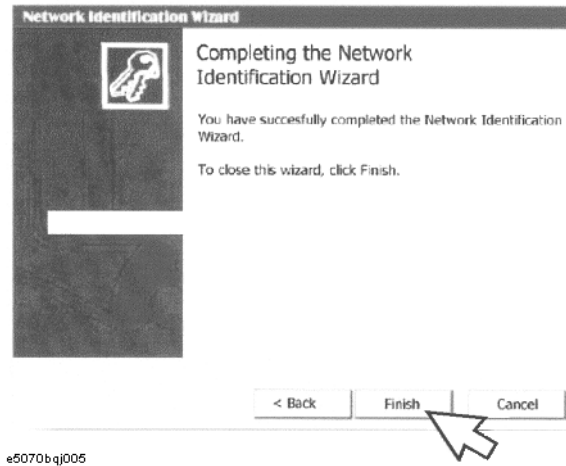 Network Identification Wizard
Completing the Network
Identification Wizard
You have succesfully completed the Network Identification
Wizard.
To close this wizard, click Finish.
< Back
Finish
Cancel
e5070bqj005